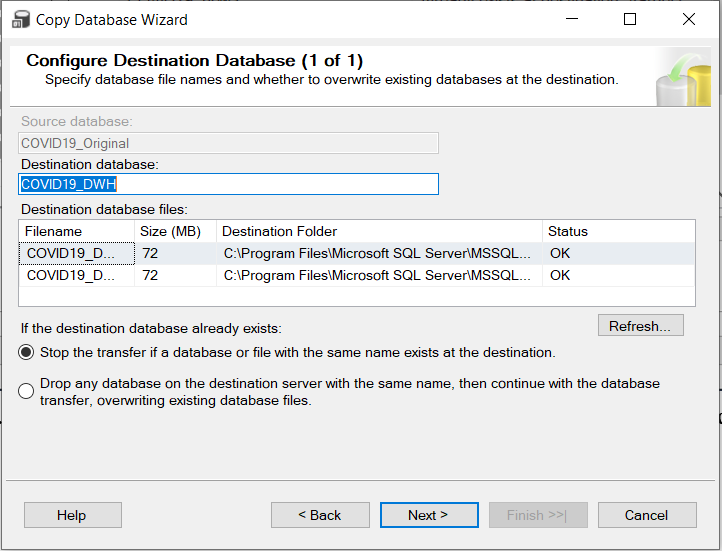 Copy Database Wizard
Configure Destination Database (1 of 1)
Specify database file names and whether to overwrite existing databases at the destination.
Source database:
COVID19_Original
Destination database:
COVID19_DWH
Destination database files:
Filename Size (MB) Destination Folder Status
COVID19_D... 72 C:\Program Files\Microsoft SQL Server\MSSQL... OK
COVID19_D... 72 C:\Program Files\Microsoft SQL Server\MSSQL... OK
If the destination database already exists:
Refresh...
Stop the transfer if a database or file with the same name exists at the destination.
Drop any database on the destination server with the same name, then continue with the database
transfer, overwriting existing database files.
Help < Back Next > Finish >>| Cancel